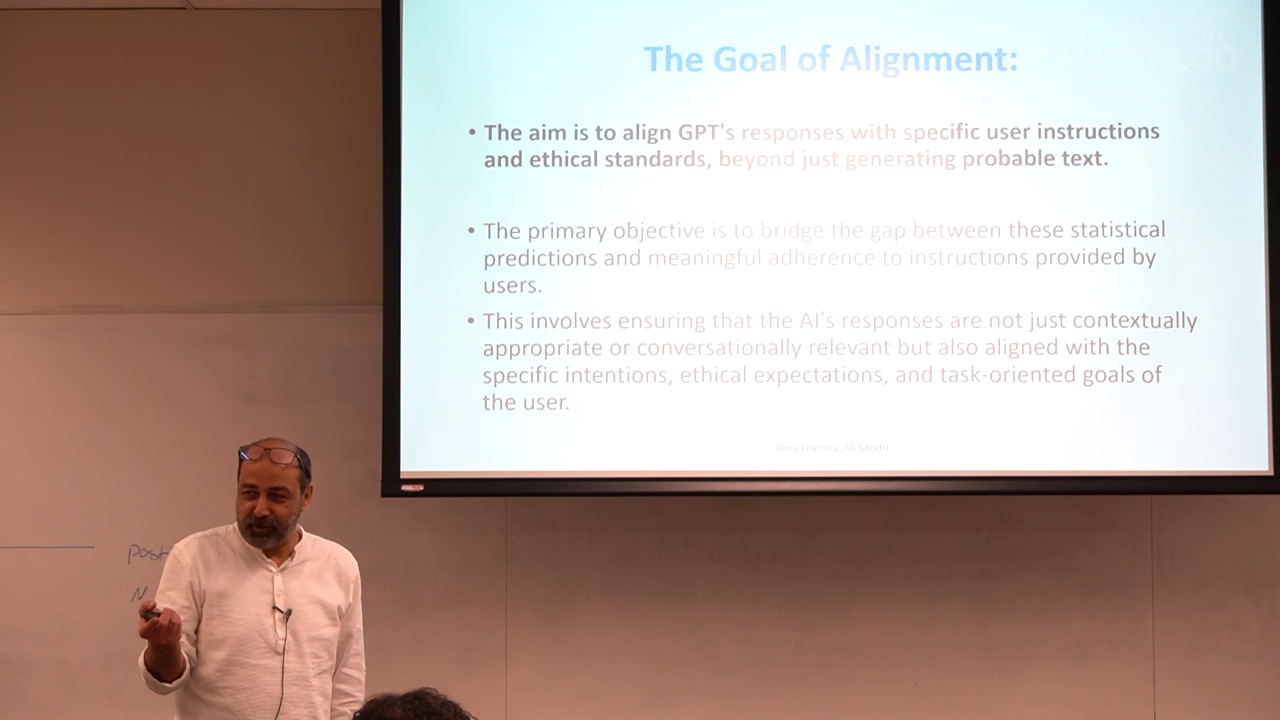 The Goal of Alignment:
• The aim is to align GPT's responses with specific user instructions
and ethical standards, beyond just generating probable text.
• The primary objective is to bridge the gap between these statistical
predictions and meaningful adherence to instructions provided by
users.
• This involves ensuring that the AI's responses are not just contextually
appropriate or conversationally relevant but also aligned with the
specific intentions, ethical expectations, and task-oriented goals of
the user.
Deep Learning, Ali Ghodsi
Post
N